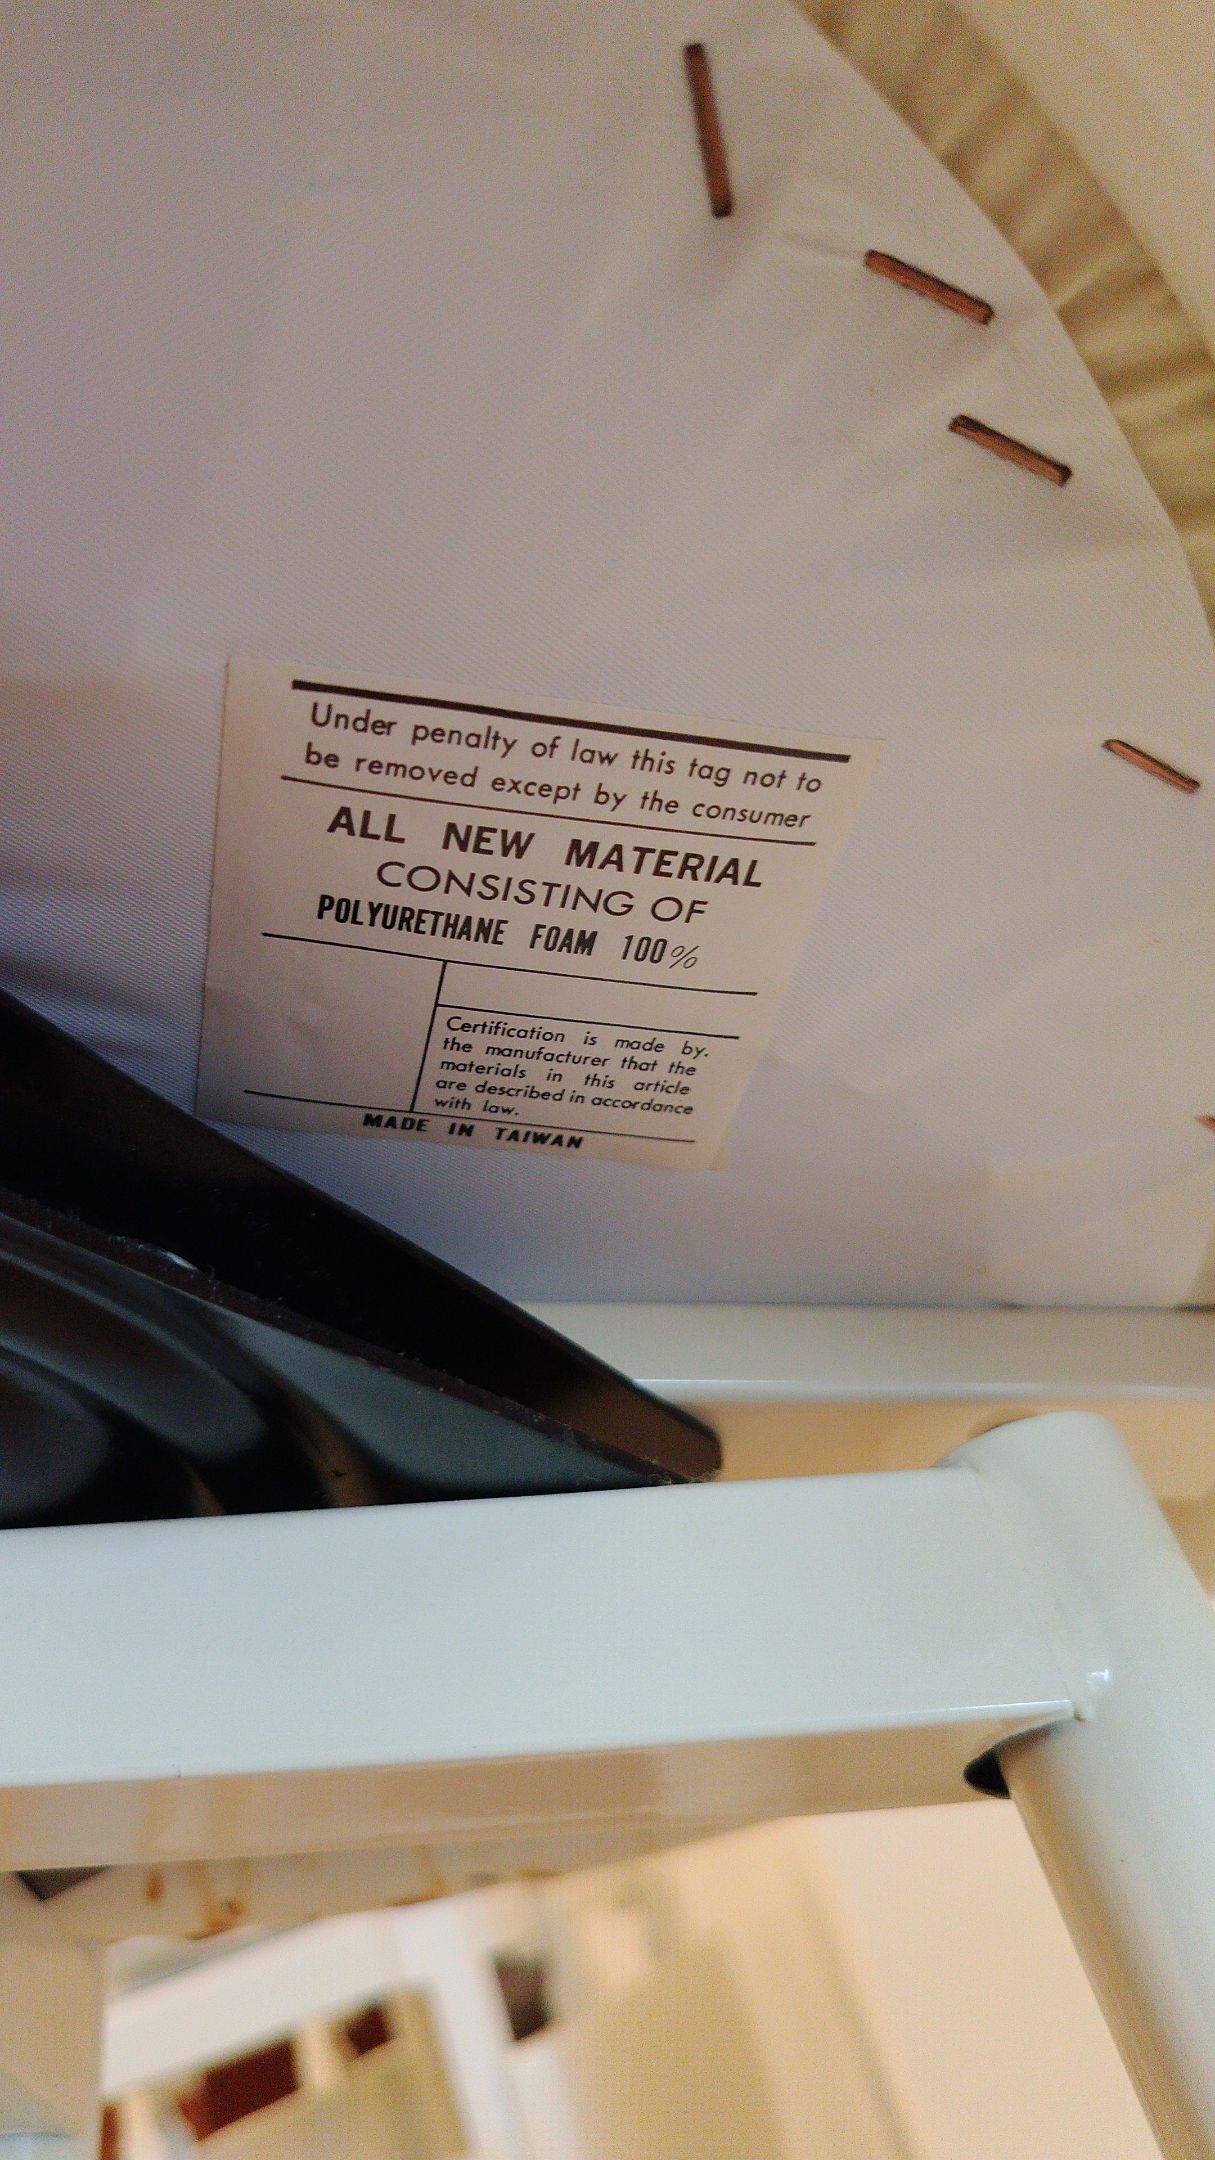 Under penalty of law this tag not to
be removed except by the consumer
ALL NEW MATERIAL
CONSISTING OF
POLYURETHANE FOAM 100%
Certification is made by.
the manufacturer that the
materials in this article
are described in accordance
with law.
MADE IN TAIWAN